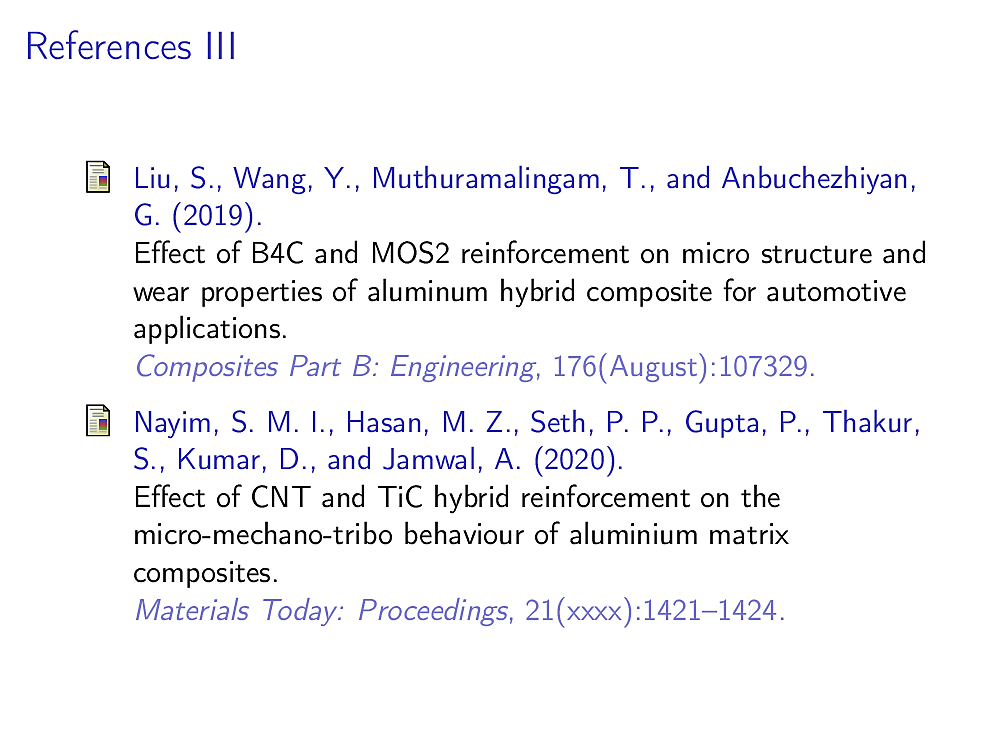 References III
Liu, S., Wang, Y., Muthuramalingam, T., and Anbuchezhiyan,
G. (2019).
Effect of B4C and MOS2 reinforcement on micro structure and
wear properties of aluminum hybrid composite for automotive
applications.
Composites Part B: Engineering, 176(August):107329.
Nayim, S. M. I., Hasan, M. Z., Seth, P. P., Gupta, P., Thakur,
S., Kumar, D., and Jamwal, A. (2020).
Effect of CNT and TiC hybrid reinforcement on the
micro-mechano-tribo behaviour of aluminium matrix
composites.
Materials Today: Proceedings, 21(xxxx):1421–1424.